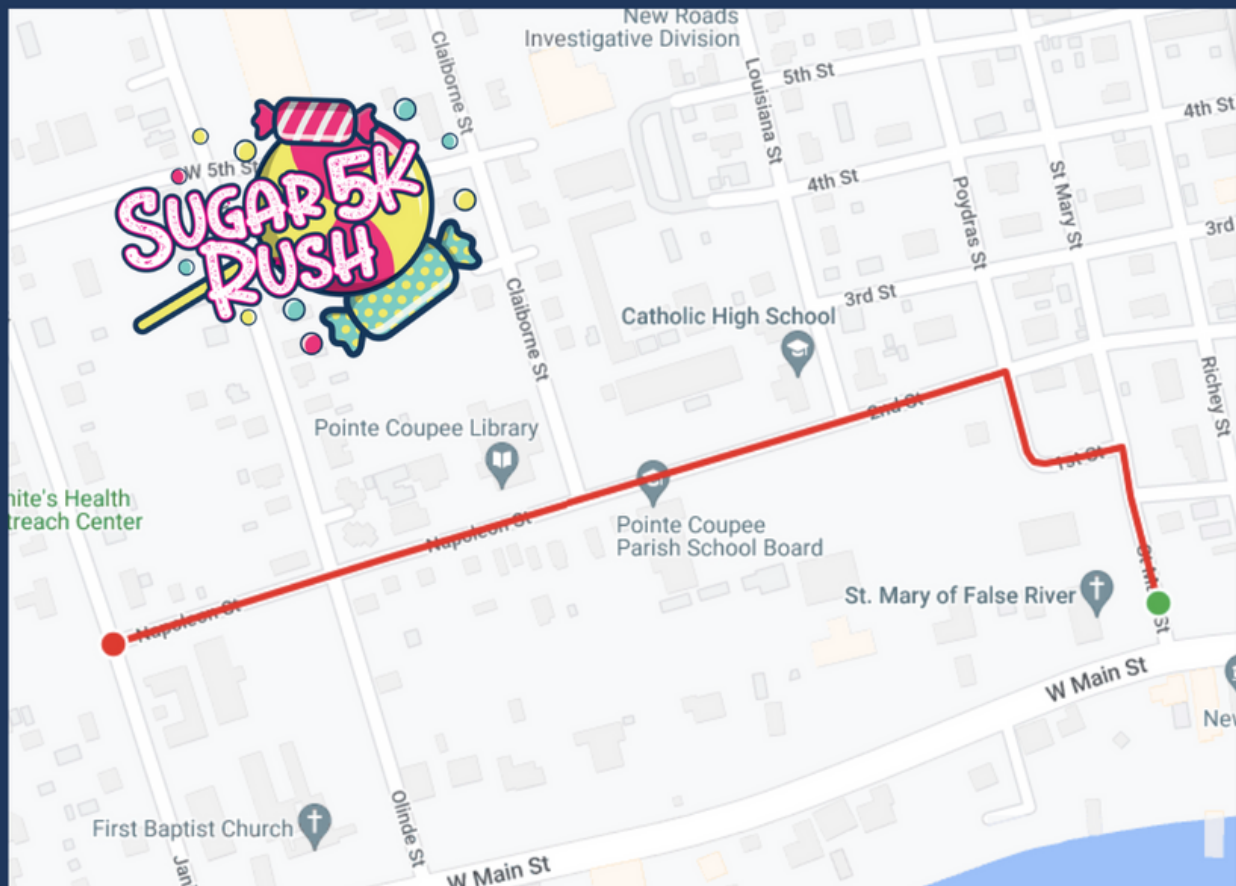 New Roads
Investigative Division
Claiborne St
Louisiana St
5th St
4th St
W 5th St
SUGAR 5K
RUSH
4th St
Poydras St
St Mary St
3rd
Claiborne St
3rd St
Catholic High School
2nd St
Richey St
Pointe Coupee Library
1st St
Napoleon St
Pointe Coupee
Parish School Board
St. Mary of False River
St
Napoleon St
W Main St
New
First Baptist Church
Olinde St
W Main St